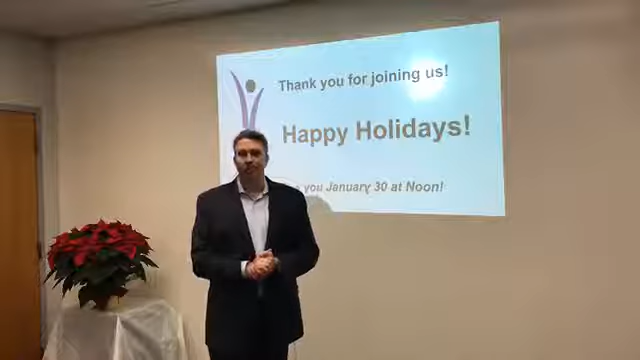 Thank you for joining us!
Happy Holidays!
you January 30 at Noon!